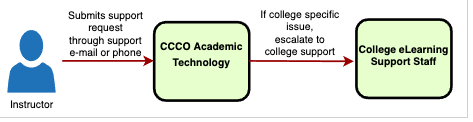 Submits support
request
through support
e-mail or phone
Instructor
CCCO Academic
Technology
If college specific
issue,
escalate to
college support
College eLearning
Support Staff